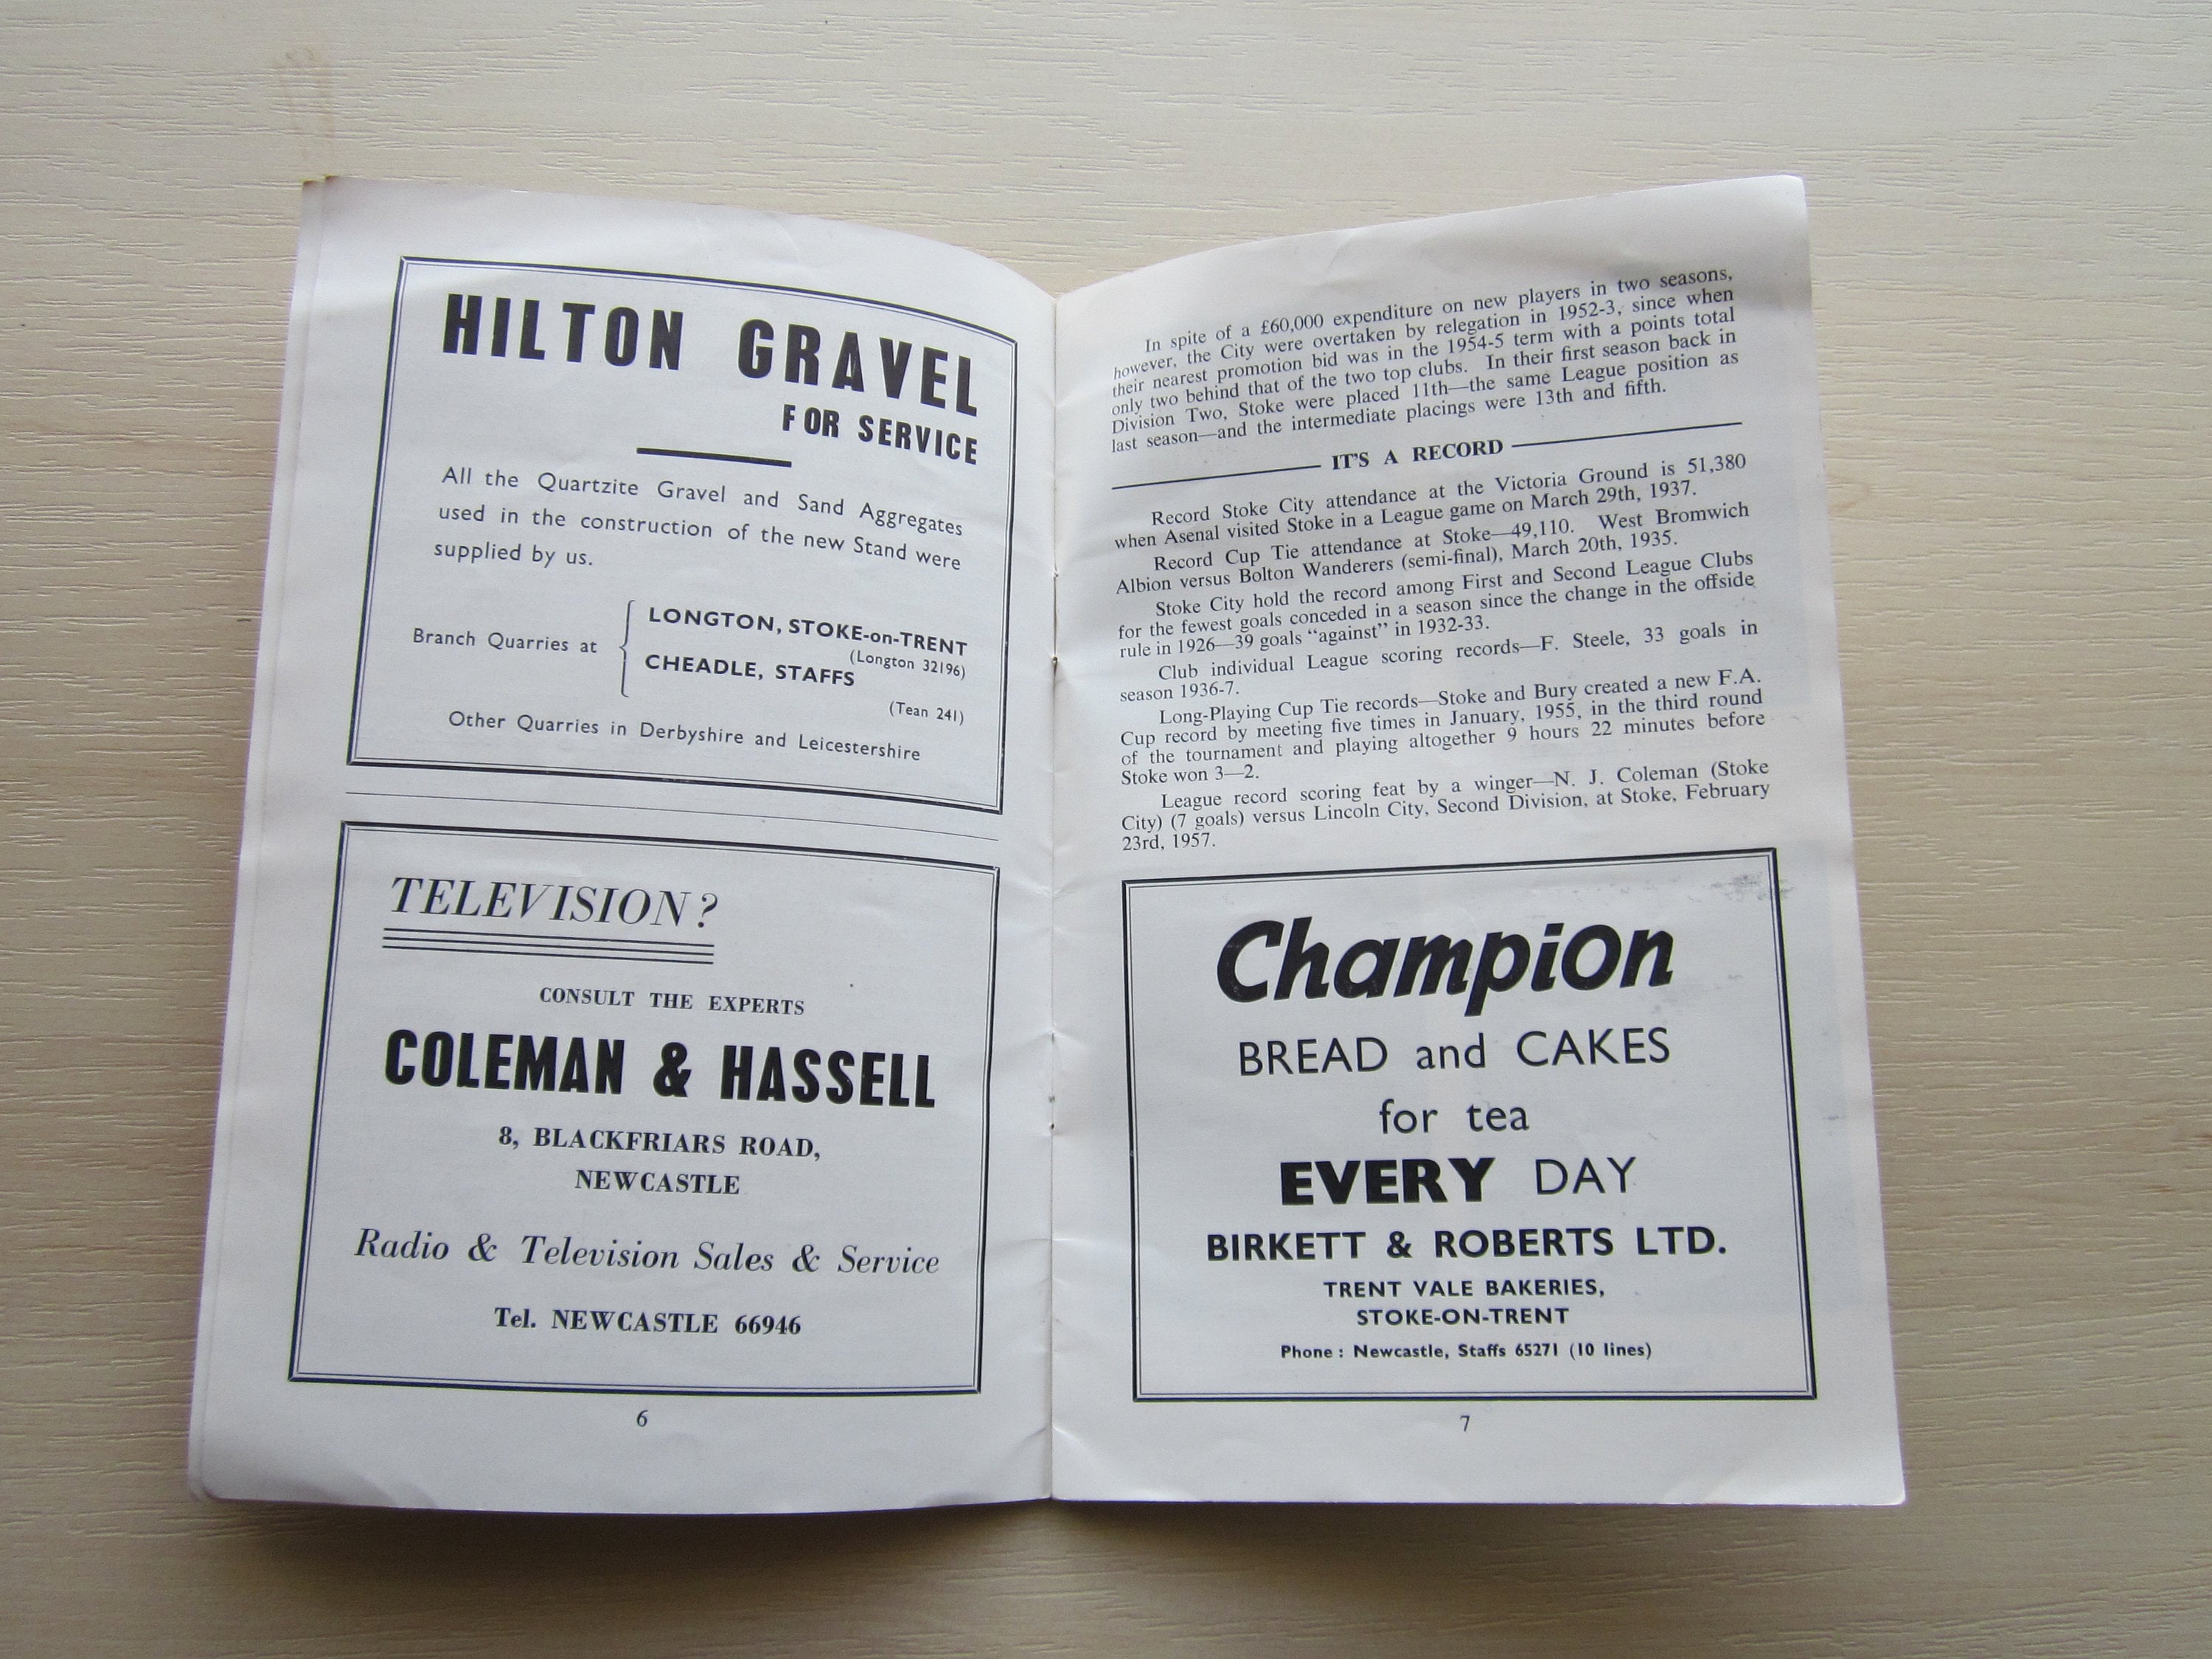 HILTON GRAVEL
FOR SERVICE
All the Quartzite Gravel and Sand Aggregates
used in the construction of the new Stand were
supplied by us.
Branch Quarries at
LONGTON, STOKE-on-TRENT
(Longton 32196)
CHEADLE, STAFFS
(Tean 241)
Other Quarries in Derbyshire and Leicestershire
TELEVISION?
CONSULT THE EXPERTS
COLEMAN & HASSELL
8, BLACKFRIARS ROAD,
NEWCASTLE
Radio & Television Sales & Service
Tel. NEWCASTLE 66946
6
In spite of a £60,000 expenditure on new players in two seasons,
however, the City were overtaken by relegation in 1952-3, since when
their nearest promotion bid was in the 1954-5 term with a points total
only two behind that of the two top clubs. In their first season back in
Division Two, Stoke were placed 11th—the same League position as
last season—and the intermediate placings were 13th and fifth.
IT'S A RECORD
Record Stoke City attendance at the Victoria Ground is 51,380
when Asenal visited Stoke in a League game on March 29th, 1937.
Record Cup Tie attendance at Stoke—49,110. West Bromwich
Albion versus Bolton Wanderers (semi-final), March 20th, 1935.
Stoke City hold the record among First and Second League Clubs
for the fewest goals conceded in a season since the change in the offside
rule in 1926—39 goals "against" in 1932-33.
Club individual League scoring records—F. Steele, 33 goals in
season 1936-7.
Long-Playing Cup Tie records—Stoke and Bury created a new F.A.
Cup record by meeting five times in January, 1955, in the third round
of the tournament and playing altogether 9 hours 22 minutes before
Stoke won 3—2.
League record scoring feat by a winger—N. J. Coleman (Stoke
City) (7 goals) versus Lincoln City, Second Division, at Stoke, February
23rd, 1957.
Champion
BREAD and CAKES
for tea
EVERY DAY
BIRKETT & ROBERTS LTD.
TRENT VALE BAKERIES,
STOKE-ON-TRENT
Phone : Newcastle, Staffs 65271 (10 lines)
7